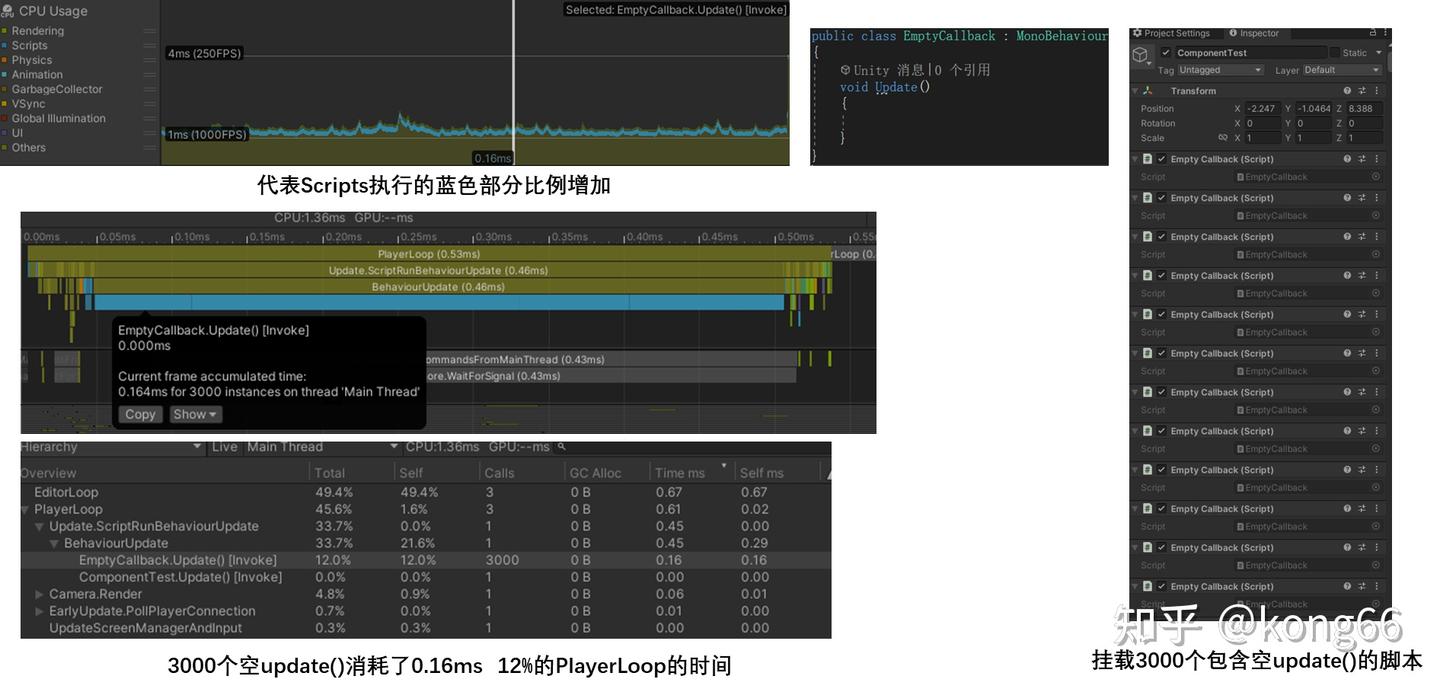 CPU Usage
Rendering
Scripts
Physics
Animation
GarbageCollector
VSync
Global Illumination
UI
Others
Selected: EmptyCallback.Update() [Invoke]
4ms (250FPS)
1ms (1000FPS)
0.16ms
代表Scripts执行的蓝色部分比例增加
public class EmptyCallback : MonoBehaviour
{
Unity 消息|0 个引用
void Update()
{
}
}
CPU:1.36ms GPU:--ms
0.00ms 0.05ms 0.10ms 0.15ms 0.20ms 0.25ms 0.30ms 0.35ms 0.40ms 0.45ms 0.50ms 0.55
PlayerLoop (0.53ms)
rLoop (0.
Update.ScriptRunBehaviourUpdate (0.46ms)
BehaviourUpdate (0.46ms)
EmptyCallback.Update() [Invoke]
0.000ms
Current frame accumulated time:
0.164ms for 3000 instances on thread 'Main Thread'
Copy Show
ommandsFromMainThread (0.43ms)
ore.WaitForSignal (0.43ms)
Hierarchy Live Main Thread CPU:1.36ms GPU:--ms
Overview Total Self Calls GC Alloc Time ms Self ms
EditorLoop 49.4% 49.4% 3 0 B 0.67 0.67
PlayerLoop 45.6% 1.6% 3 0 B 0.61 0.02
Update.ScriptRunBehaviourUpdate 33.7% 0.0% 1 0 B 0.45 0.00
BehaviourUpdate 33.7% 21.6% 1 0 B 0.45 0.29
EmptyCallback.Update() [Invoke] 12.0% 12.0% 3000 0 B 0.16 0.16
ComponentTest.Update() [Invoke] 0.0% 0.0% 1 0 B 0.00 0.00
Camera.Render 4.8% 0.9% 1 0 B 0.06 0.01
EarlyUpdate.PollPlayerConnection 0.7% 0.0% 1 0 B 0.01 0.00
UpdateScreenManagerAndInput 0.3% 0.3% 1 0 B 0.00 0.00
3000个空update()消耗了0.16ms 12%的PlayerLoop的时间
Project Settings Inspector
ComponentTest Static
Tag Untagged Layer Default
Transform
Position X -2.247 Y -1.0464 Z 8.388
Rotation X 0 Y 0 Z 0
Scale X 1 Y 1 Z 1
Empty Callback (Script)
Script EmptyCallback
Empty Callback (Script)
Script EmptyCallback
Empty Callback (Script)
Script EmptyCallback
Empty Callback (Script)
Script EmptyCallback
Empty Callback (Script)
Script EmptyCallback
Empty Callback (Script)
Script EmptyCallback
Empty Callback (Script)
Script EmptyCallback
Empty Callback (Script)
Script EmptyCallback
Empty Callback (Script)
Script EmptyCallback
Empty Callback (Script)
Script EmptyCallback
Empty Callback (Script)
Script EmptyCallback
Empty Callback (Script)
Script EmptyCallback
知乎 @kong66
挂载3000个包含空update()的脚本